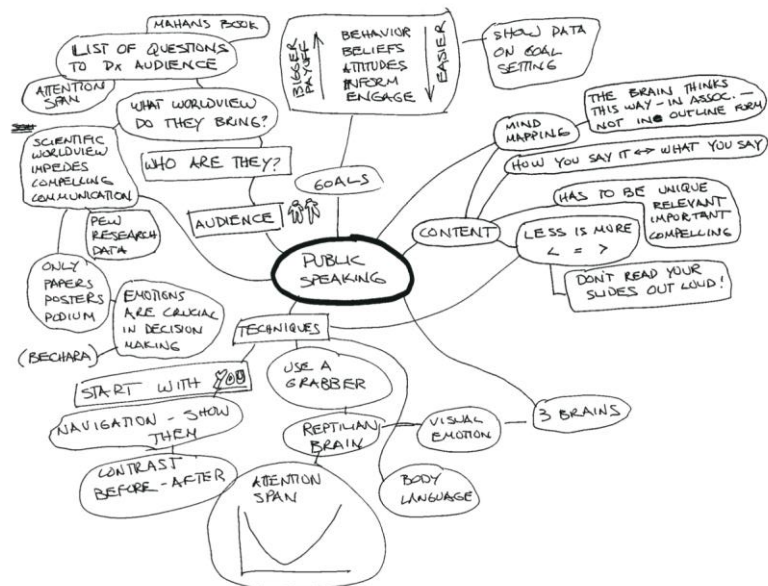 MAHANS BOOK
LIST OF QUESTIONS
TO Dx AUDIENCE
ATTENTION
SPAN
WHAT WORLDVIEW
DO THEY BRING?
SCIENTIFIC
WORLDVIEW
IMPEDES
COMPELLING
COMMUNICATION
WHO ARE THEY?
AUDIENCE
PEW
RESEARCH
DATA
ONLY
PAPERS
POSTERS
PODIUM
EMOTIONS
ARE CRUCIAL
IN DECISION
MAKING
(BECHARA)
BIGGER
PAYOFF
BEHAVIOR
BELIEFS
ATTITUDES
INFORM
ENGAGE
EASIER
SHOW DATA
ON GOAL
SETTING
GOALS
PUBLIC
SPEAKING
MIND
MAPPING
THE BRAIN THINKS
THIS WAY - IN ASSOC. -
NOT IN OUTLINE FORM
HOW YOU SAY IT ↔ WHAT YOU SAY
CONTENT
HAS TO BE UNIQUE
RELEVANT
IMPORTANT
COMPELLING
LESS IS MORE
< = >
DON'T READ YOUR
SLIDES OUT LOUD!
TECHNIQUES
START WITH YOU
NAVIGATION - SHOW
THEM
CONTRAST
BEFORE - AFTER
USE A
GRABBER
REPTILIAN
BRAIN
VISUAL
EMOTION
3 BRAINS
ATTENTION
SPAN
BODY
LANGUAGE